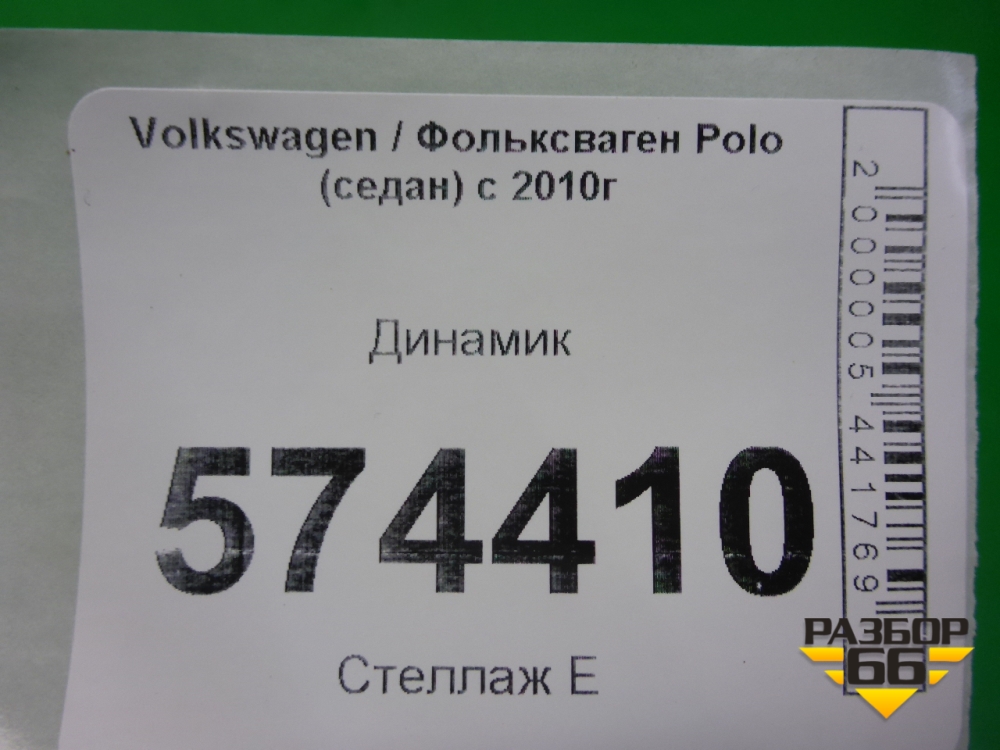 Volkswagen / Фольксваген Polo
(седан) с 2010г
Динамик
574410
Стеллаж Е
2000005441769
РАЗБОР
66